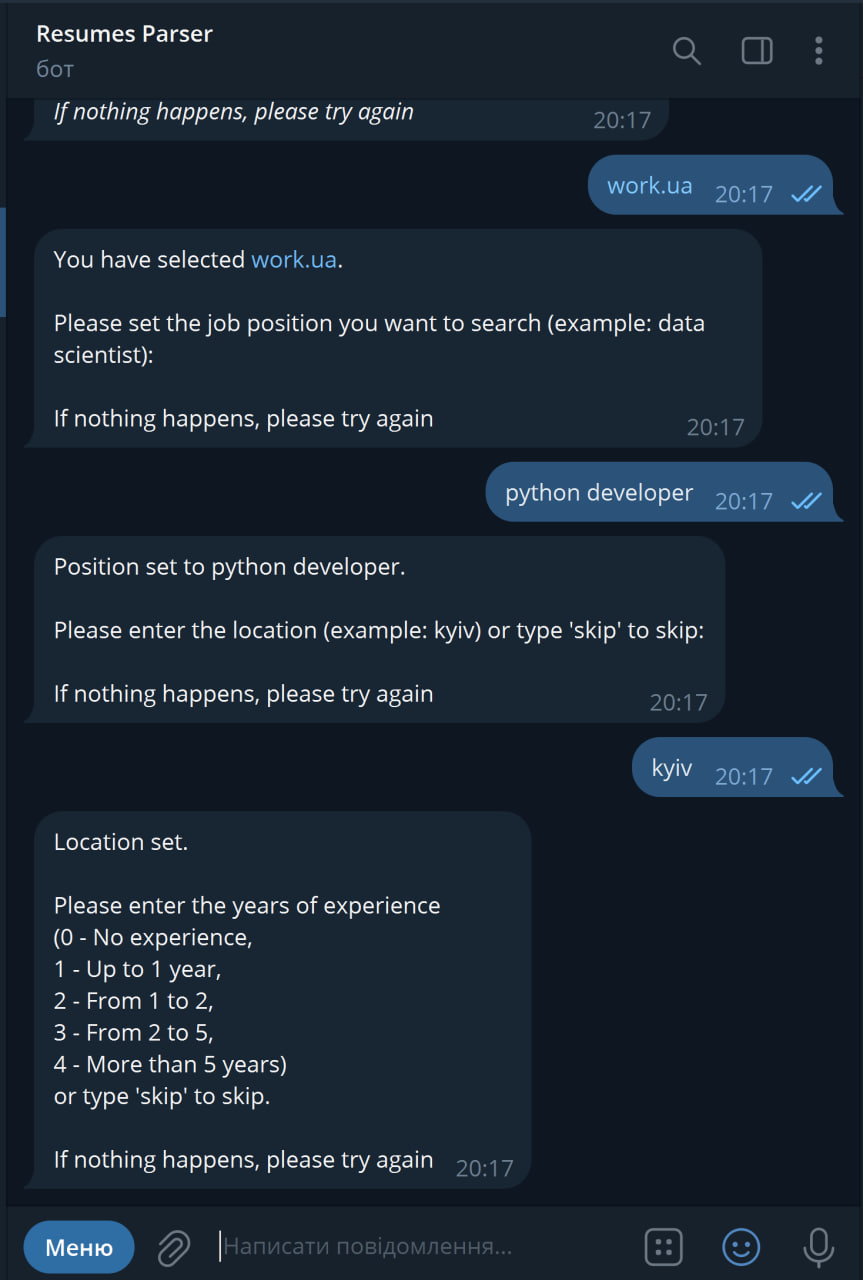 Resumes Parser
бот
If nothing happens, please try again 20:17
work.ua 20:17
You have selected work.ua.
Please set the job position you want to search (example: data
scientist):
If nothing happens, please try again 20:17
python developer 20:17
Position set to python developer.
Please enter the location (example: kyiv) or type 'skip' to skip:
If nothing happens, please try again 20:17
kyiv 20:17
Location set.
Please enter the years of experience
(0 - No experience,
1 - Up to 1 year,
2 - From 1 to 2,
3 - From 2 to 5,
4 - More than 5 years)
or type 'skip' to skip.
If nothing happens, please try again 20:17
Меню Написати повідомлення...